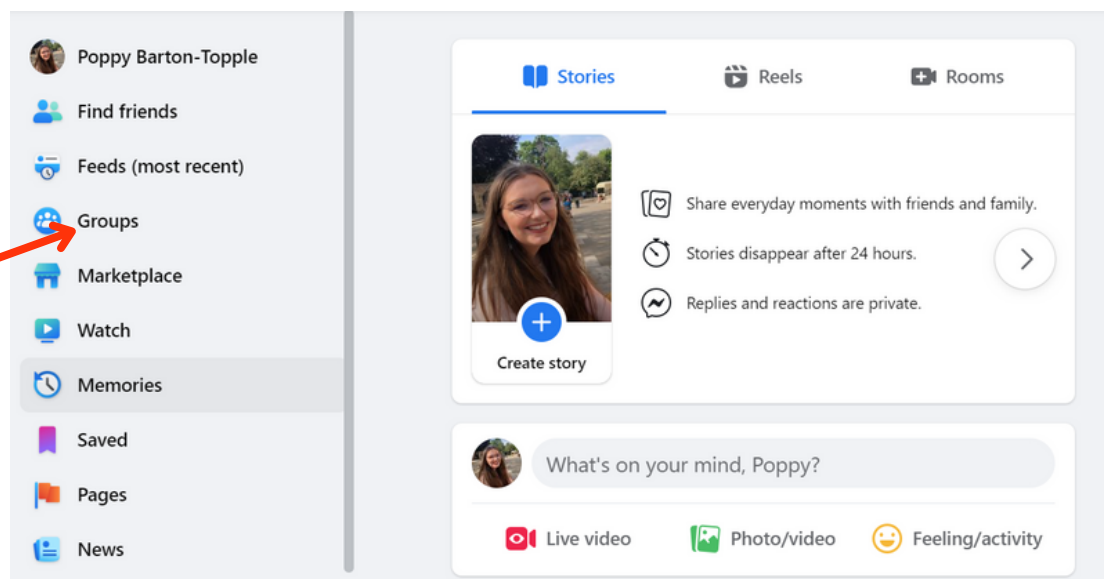 Poppy Barton-Topple
Find friends
Feeds (most recent)
Groups
Marketplace
Watch
Memories
Saved
Pages
News
Stories
Reels
Rooms
Create story
Share everyday moments with friends and family.
Stories disappear after 24 hours.
Replies and reactions are private.
What's on your mind, Poppy?
Live video
Photo/video
Feeling/activity